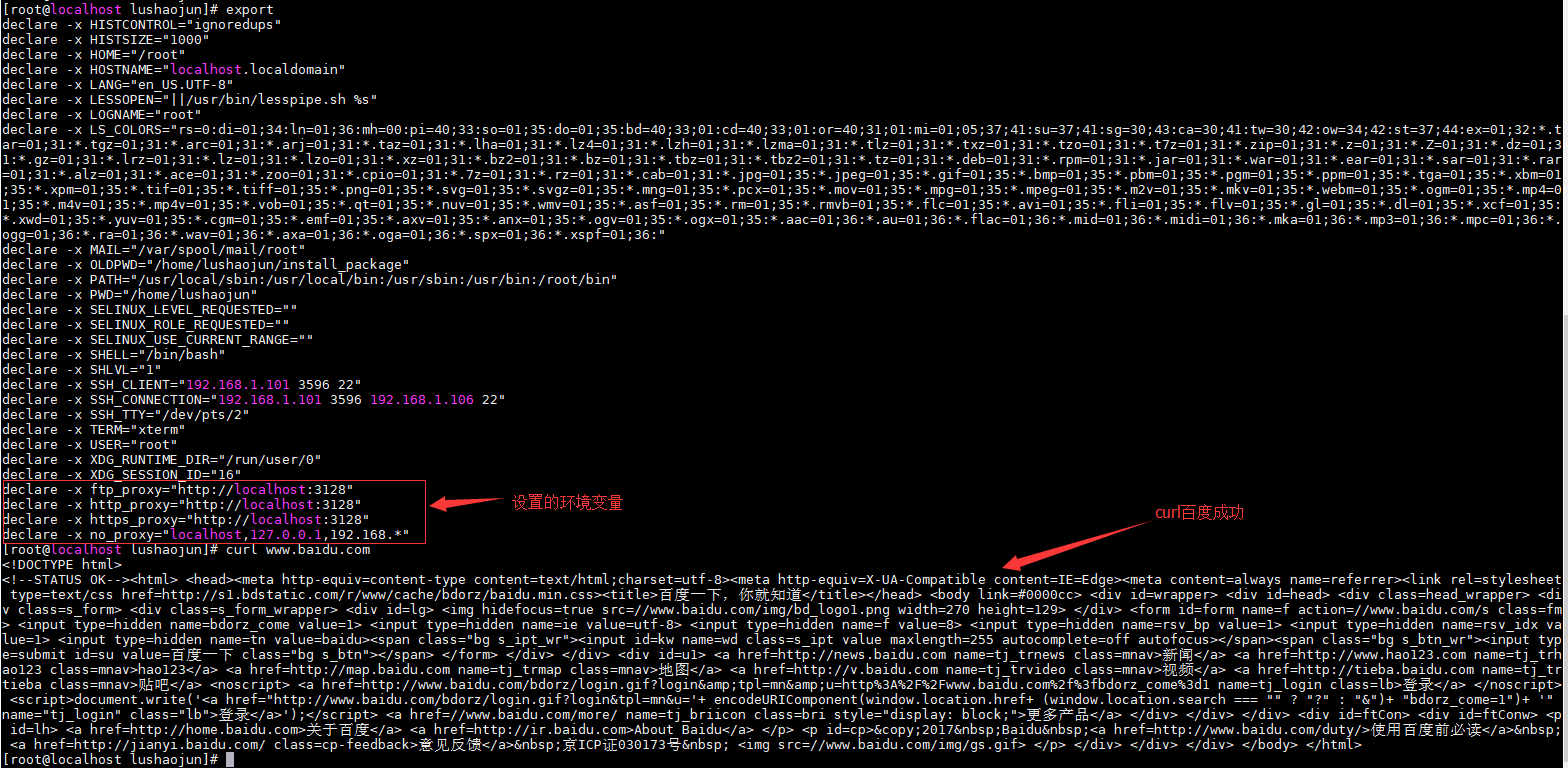 [root@localhost lushaojun]# export
declare -x HISTCONTROL="ignoredups"
declare -x HISTSIZE="1000"
declare -x HOME="/root"
declare -x HOSTNAME="localhost.localdomain"
declare -x LANG="en_US.UTF-8"
declare -x LESSOPEN="||/usr/bin/lesspipe.sh %s"
declare -x LOGNAME="root"
declare -x LS_COLORS="rs=0:di=01;34:ln=01;36:mh=00:pi=40;33:so=01;35:do=01;35:bd=40;33;01:cd=40;33;01:or=40;31;01:mi=01;05;37;41:su=37;41:sg=30;43:ca=30;41:tw=30;42:ow=34;42:st=37;44:ex=01;32:*.t
ar=01;31:*.tgz=01;31:*.arc=01;31:*.arj=01;31:*.taz=01;31:*.lha=01;31:*.lz4=01;31:*.lzh=01;31:*.lzma=01;31:*.tlz=01;31:*.txz=01;31:*.tzo=01;31:*.t7z=01;31:*.zip=01;31:*.z=01;31:*.Z=01;31:*.dz=01;3
1:*.gz=01;31:*.lrz=01;31:*.lz=01;31:*.lzo=01;31:*.xz=01;31:*.bz2=01;31:*.bz=01;31:*.tbz=01;31:*.tbz2=01;31:*.tz=01;31:*.deb=01;31:*.rpm=01;31:*.jar=01;31:*.war=01;31:*.ear=01;31:*.sar=01;31:*.rar
=01;31:*.alz=01;31:*.ace=01;31:*.zoo=01;31:*.cpio=01;31:*.7z=01;31:*.rz=01;31:*.cab=01;31:*.jpg=01;35:*.jpeg=01;35:*.gif=01;35:*.bmp=01;35:*.pbm=01;35:*.pgm=01;35:*.ppm=01;35:*.tga=01;35:*.xbm=01
;35:*.xpm=01;35:*.tif=01;35:*.tiff=01;35:*.png=01;35:*.svg=01;35:*.svgz=01;35:*.mng=01;35:*.pcx=01;35:*.mov=01;35:*.mpg=01;35:*.mpeg=01;35:*.m2v=01;35:*.mkv=01;35:*.webm=01;35:*.ogm=01;35:*.mp4=0
1;35:*.m4v=01;35:*.mp4v=01;35:*.vob=01;35:*.qt=01;35:*.nuv=01;35:*.wmv=01;35:*.asf=01;35:*.rm=01;35:*.rmvb=01;35:*.flc=01;35:*.avi=01;35:*.fli=01;35:*.flv=01;35:*.gl=01;35:*.dl=01;35:*.xcf=01;35:
*.xwd=01;35:*.yuv=01;35:*.cgm=01;35:*.emf=01;35:*.axv=01;35:*.anx=01;35:*.ogv=01;35:*.ogx=01;35:*.aac=01;36:*.au=01;36:*.flac=01;36:*.mid=01;36:*.midi=01;36:*.mka=01;36:*.mp3=01;36:*.mpc=01;36:*.
ogg=01;36:*.ra=01;36:*.wav=01;36:*.axa=01;36:*.oga=01;36:*.spx=01;36:*.xspf=01;36:"
declare -x MAIL="/var/spool/mail/root"
declare -x OLDPWD="/home/lushaojun/install_package"
declare -x PATH="/usr/local/sbin:/usr/local/bin:/usr/sbin:/usr/bin:/root/bin"
declare -x PWD="/home/lushaojun"
declare -x SELINUX_LEVEL_REQUESTED=""
declare -x SELINUX_ROLE_REQUESTED=""
declare -x SELINUX_USE_CURRENT_RANGE=""
declare -x SHELL="/bin/bash"
declare -x SHLVL="1"
declare -x SSH_CLIENT="192.168.1.101 3596 22"
declare -x SSH_CONNECTION="192.168.1.101 3596 192.168.1.106 22"
declare -x SSH_TTY="/dev/pts/2"
declare -x TERM="xterm"
declare -x USER="root"
declare -x XDG_RUNTIME_DIR="/run/user/0"
declare -x XDG_SESSION_ID="16"
declare -x ftp_proxy="http://localhost:3128"
declare -x http_proxy="http://localhost:3128"
设置的环境变量
declare -x https_proxy="http://localhost:3128"
curl百度成功
declare -x no_proxy="localhost,127.0.0.1,192.168.*"
[root@localhost lushaojun]# curl www.baidu.com
<!DOCTYPE html>
<!--STATUS OK--><html> <head><meta http-equiv=content-type content=text/html;charset=utf-8><meta http-equiv=X-UA-Compatible content=IE=Edge><meta content=always name=referrer><link rel=stylesheet
 type=text/css href=http://s1.bdstatic.com/r/www/cache/bdorz/baidu.min.css><title>百度一下，你就知道</title></head> <body link=#0000cc> <div id=wrapper> <div id=head> <div class=head_wrapper> <di
v class=s_form> <div class=s_form_wrapper> <div id=lg> <img hidefocus=true src=//www.baidu.com/img/bd_logo1.png width=270 height=129> </div> <form id=form name=f action=//www.baidu.com/s class=fm
> <input type=hidden name=bdorz_come value=1> <input type=hidden name=ie value=utf-8> <input type=hidden name=f value=8> <input type=hidden name=rsv_bp value=1> <input type=hidden name=rsv_idx va
lue=1> <input type=hidden name=tn value=baidu><span class="bg s_ipt_wr"><input id=kw name=wd class=s_ipt value maxlength=255 autocomplete=off autofocus></span><span class="bg s_btn_wr"><input typ
e=submit id=su value=百度一下 class="bg s_btn"></span> </form> </div> </div> <div id=u1> <a href=http://news.baidu.com name=tj_trnews class=mnav>新闻</a> <a href=http://www.hao123.com name=tj_trh
ao123 class=mnav>hao123</a> <a href=http://map.baidu.com name=tj_trmap class=mnav>地图</a> <a href=http://v.baidu.com name=tj_trvideo class=mnav>视频</a> <a href=http://tieba.baidu.com name=tj_tr
tieba class=mnav>贴吧</a> <noscript> <a href=http://www.baidu.com/bdorz/login.gif?login&amp;tpl=mn&amp;u=http%3A%2F%2Fwww.baidu.com%2f%3fbdorz_come%3d1 name=tj_login class=lb>登录</a> </noscript>
 <script>document.write('<a href="http://www.baidu.com/bdorz/login.gif?login&tpl=mn&u='+ encodeURIComponent(window.location.href+ (window.location.search === "" ? "?" : "&")+ "bdorz_come=1")+ '"
name="tj_login" class="lb">登录</a>');</script> <a href=//www.baidu.com/more/ name=tj_briicon class=bri style="display: block;">更多产品</a> </div> </div> </div> <div id=ftCon> <div id=ftConw> <p
 id=lh> <a href=http://home.baidu.com>关于百度</a> <a href=http://ir.baidu.com>About Baidu</a> </p> <p id=cp>&copy;2017&nbsp;Baidu&nbsp;<a href=http://www.baidu.com/duty/>使用百度前必读</a>&nbsp;
 <a href=http://jianyi.baidu.com/ class=cp-feedback>意见反馈</a>&nbsp;京ICP证030173号&nbsp; <img src=//www.baidu.com/img/gs.gif> </p> </div> </div> </div> </body> </html>
[root@localhost lushaojun]#